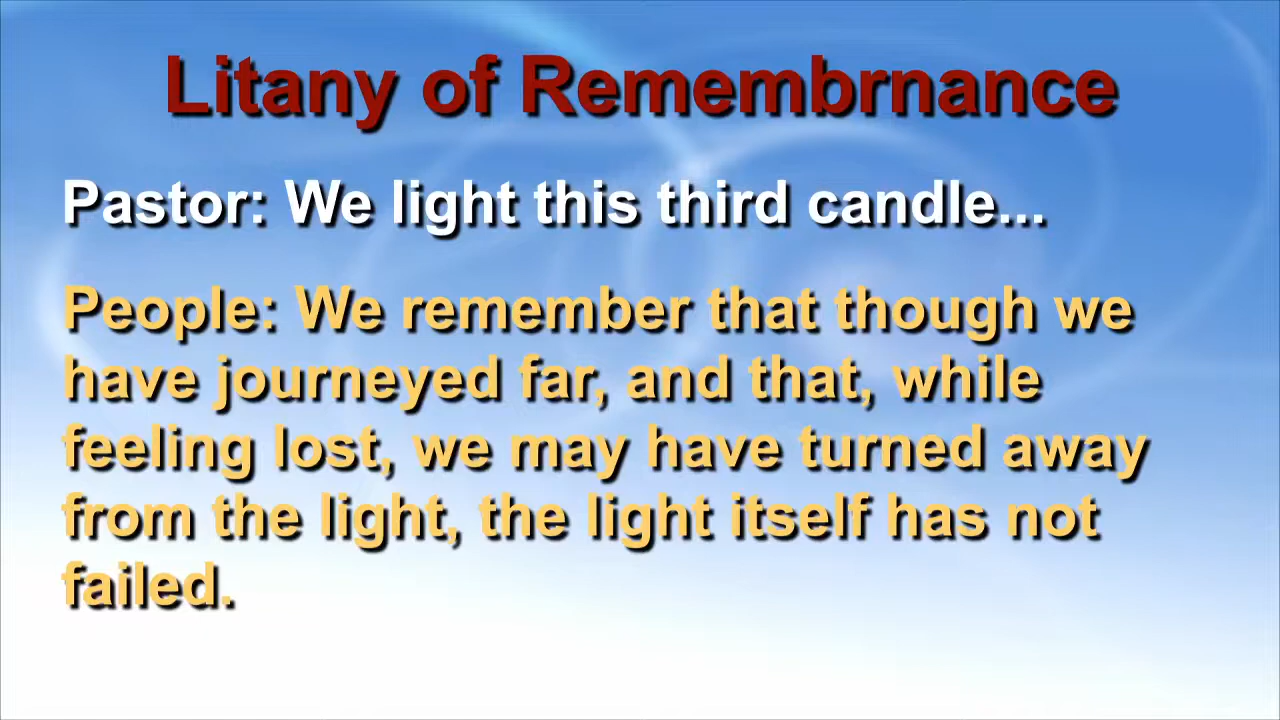 Litany of Remembrnance
Pastor: We light this third candle...
People: We remember that though we
have journeyed far, and that, while
feeling lost, we may have turned away
from the light, the light itself has not
failed.